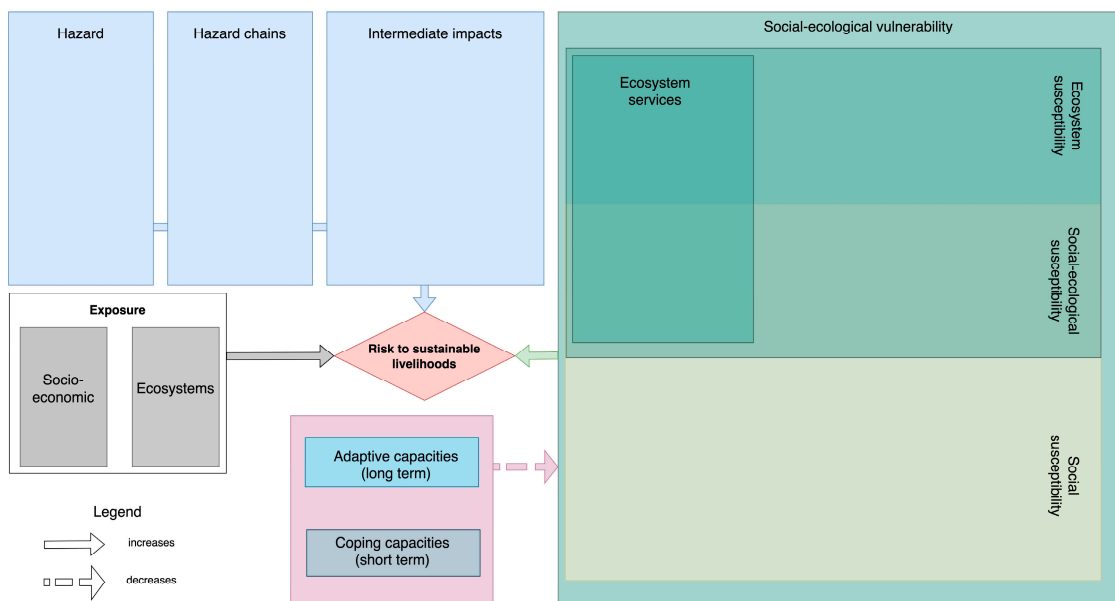 Hazard
Hazard chains
Intermediate impacts
Social-ecological vulnerability
Ecosystem
services
Ecosystem
susceptibility
Social-ecological
susceptibility
Social
susceptibility
Exposure
Socio-
economic
Ecosystems
Risk to sustainable
livelihoods
Adaptive capacities
(long term)
Coping capacities
(short term)
Legend
increases
decreases